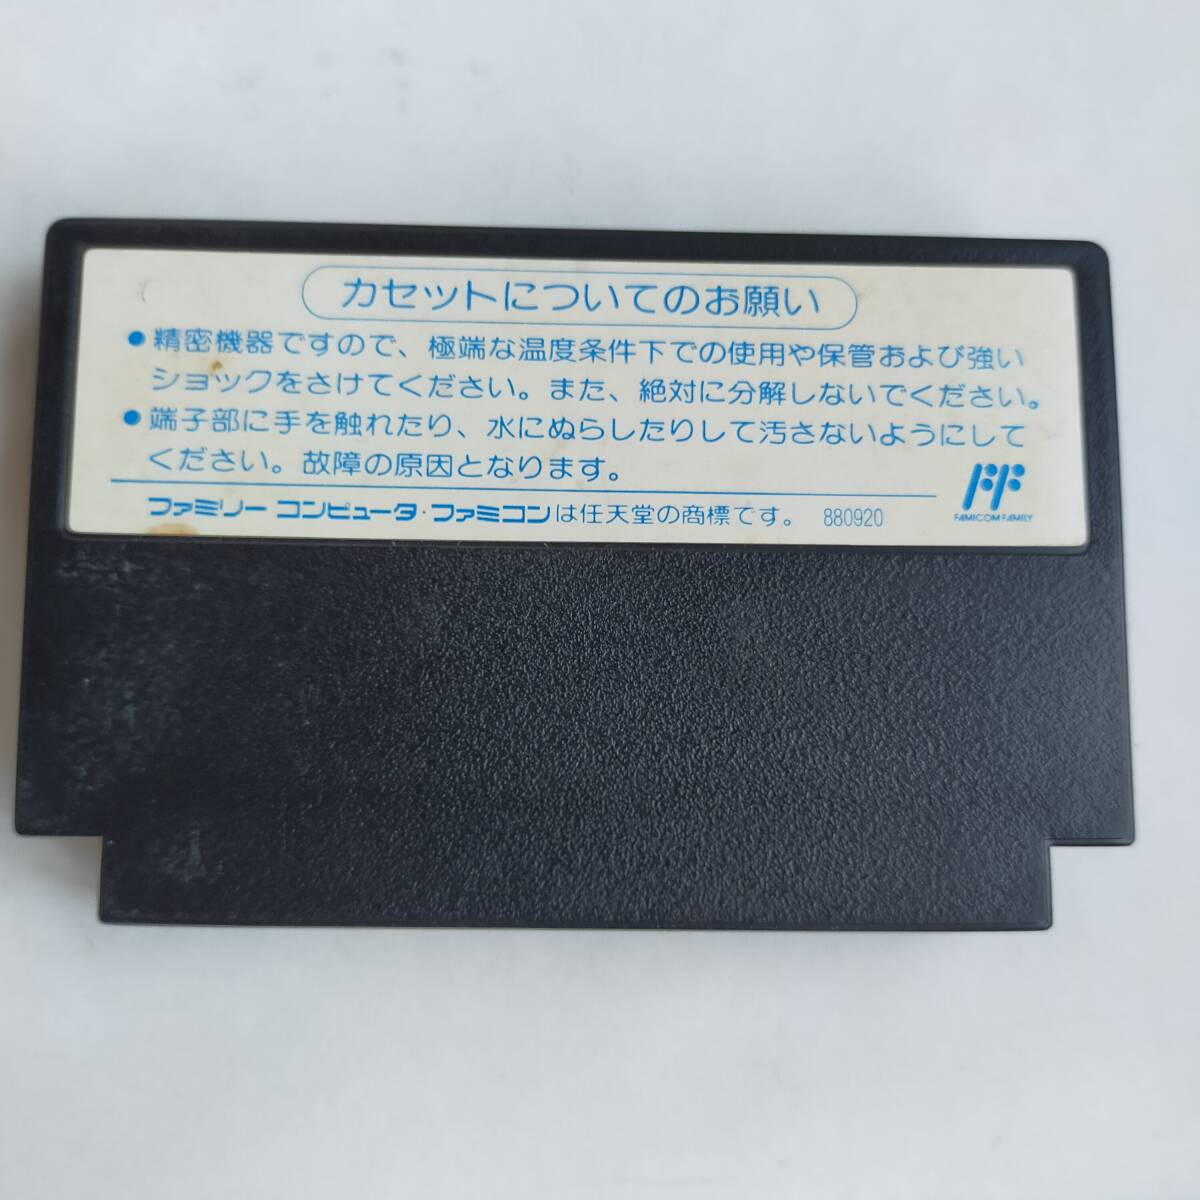 カセットについてのお願い
●精密機器ですので、極端な温度条件下での使用や保管および強い
ショックをさけてください。また、絶対に分解しないでください。
●端子部に手を触れたり、水にぬらしたりして汚さないようにして
ください。故障の原因となります。
ファミリー コンピュータ・ファミコンは任天堂の商標です。 880920
FAMICOM FAMILY